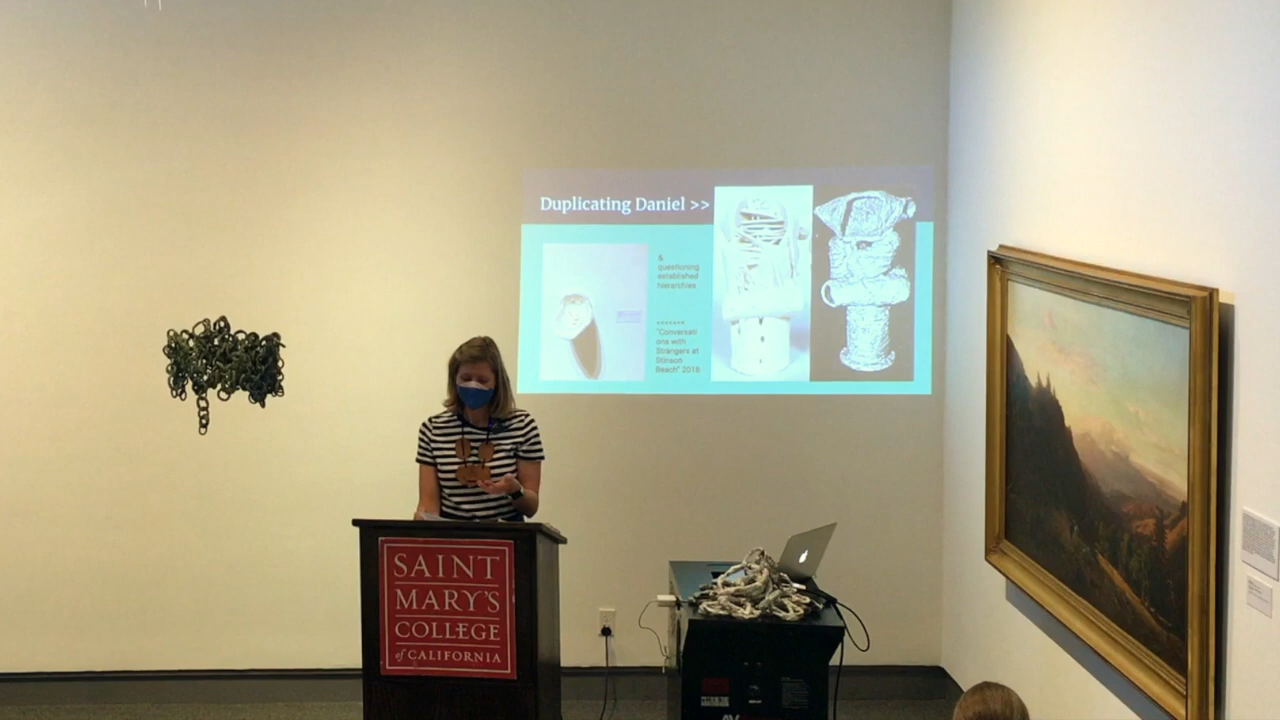 Duplicating Daniel >>
&
questioning
established
hierarchies
*******
"Conversati
ons with
Strangers at
Stinson
Beach" 2018
SAINT
MARY'S
COLLEGE
of CALIFORNIA